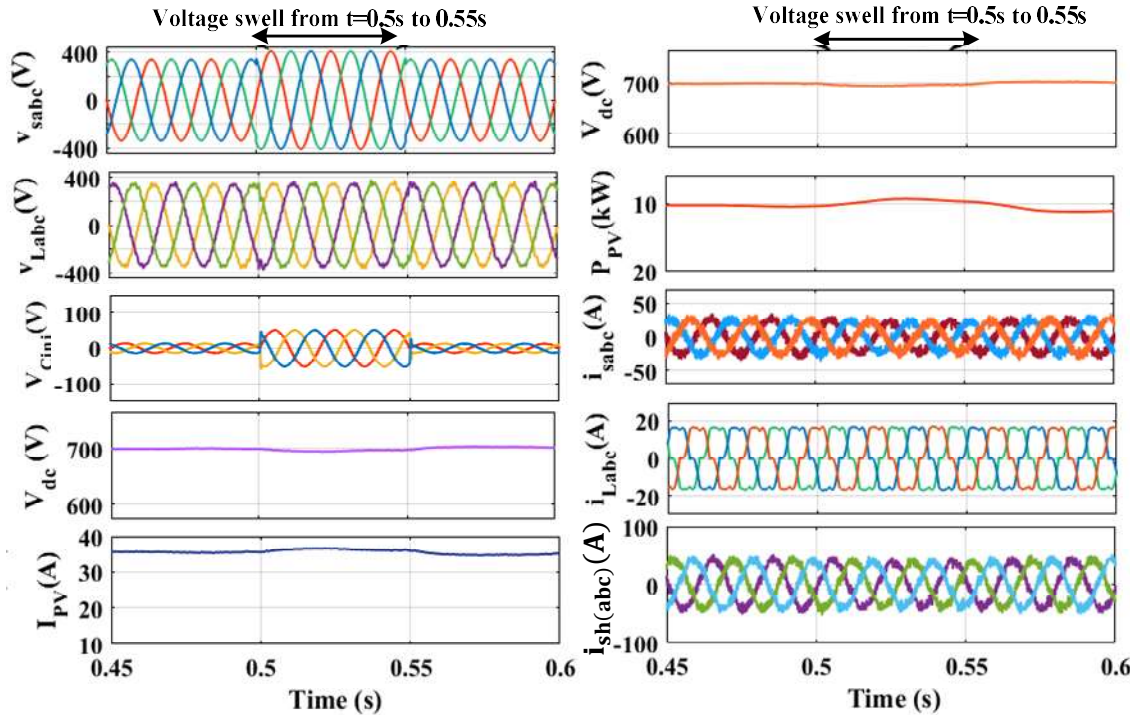 Voltage swell from t=0.5s to 0.55s
400
0
-400
v_sabc(V)
400
0
-400
v_Labc(V)
100
0
-100
V_Cinj(V)
700
600
V_dc (V)
40
30
20
10
I_PV(A)
0.45 0.5 0.55 0.6
Time (s)
Voltage swell from t=0.5s to 0.55s
700
600
V_dc(V)
10
20
P_PV(kW)
50
0
-50
i_sabc(A)
20
0
-20
i_Labc(A)
100
0
-100
i_sh(abc)(A)
0.45 0.5 0.55 0.6
Time (s)